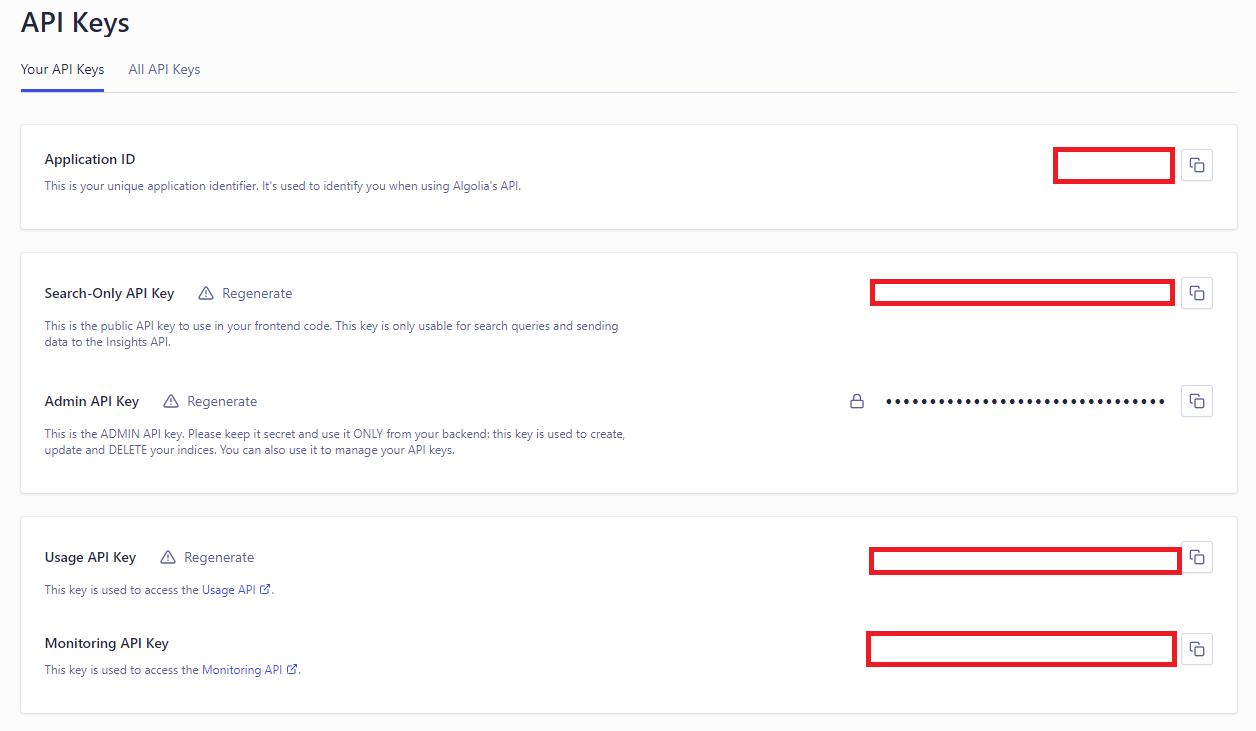 API Keys
Your API Keys All API Keys
Application ID
This is your unique application identifier. It's used to identify you when using Algolia's API.
Search-Only API Key Regenerate
This is the public API key to use in your frontend code. This key is only usable for search queries and sending
data to the Insights API.
Admin API Key Regenerate ••••••••••••••••••••••••••••••••
This is the ADMIN API key. Please keep it secret and use it ONLY from your backend: this key is used to create,
update and DELETE your indices. You can also use it to manage your API keys.
Usage API Key Regenerate
This key is used to access the Usage API.
Monitoring API Key
This key is used to access the Monitoring API.